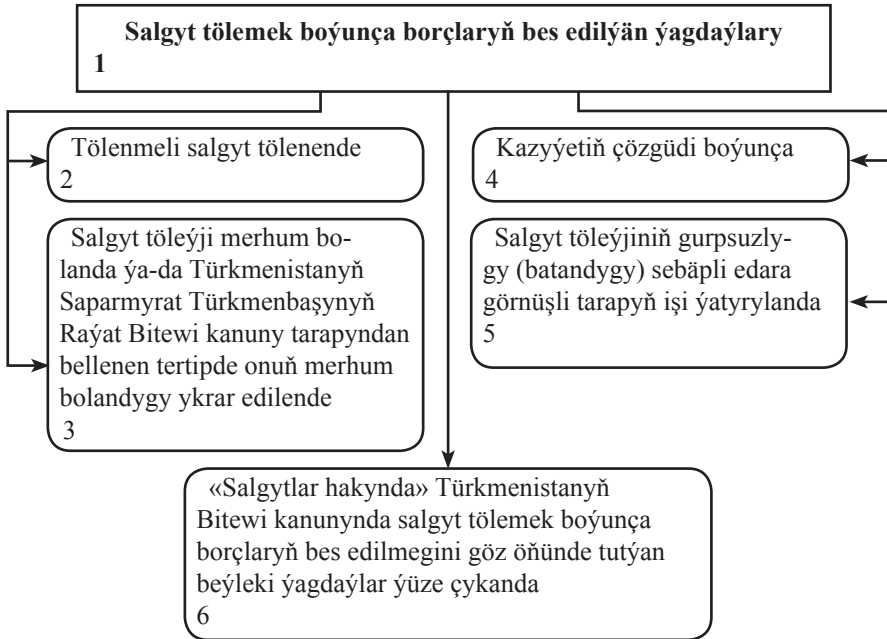 Salgyt tölemek boýunça borçlaryň bes edilýän ýagdaýlary
1
Tölenmeli salgyt tölenende
2
Salgyt töleýji merhum bo-
landa ýa-da Türkmenistanyň
Saparmyrat Türkmenbaşynyň
Raýat Bitewi kanuny tarapyndan
bellenen tertipde onuň merhum
bolandygy ykrar edilende
3
Kazyýetiň çözgüdi boýunça
4
Salgyt töleýjiniň gurpsuzly-
gy (batandygy) sebäpli edara
görnüşli tarapyň işi ýatyrylanda
5
«Salgytlar hakynda» Türkmenistanyň
Bitewi kanunynda salgyt tölemek boýunça
borçlaryň bes edilmegini göz öňünde tutýan
beýleki ýagdaýlar ýüze çykanda
6